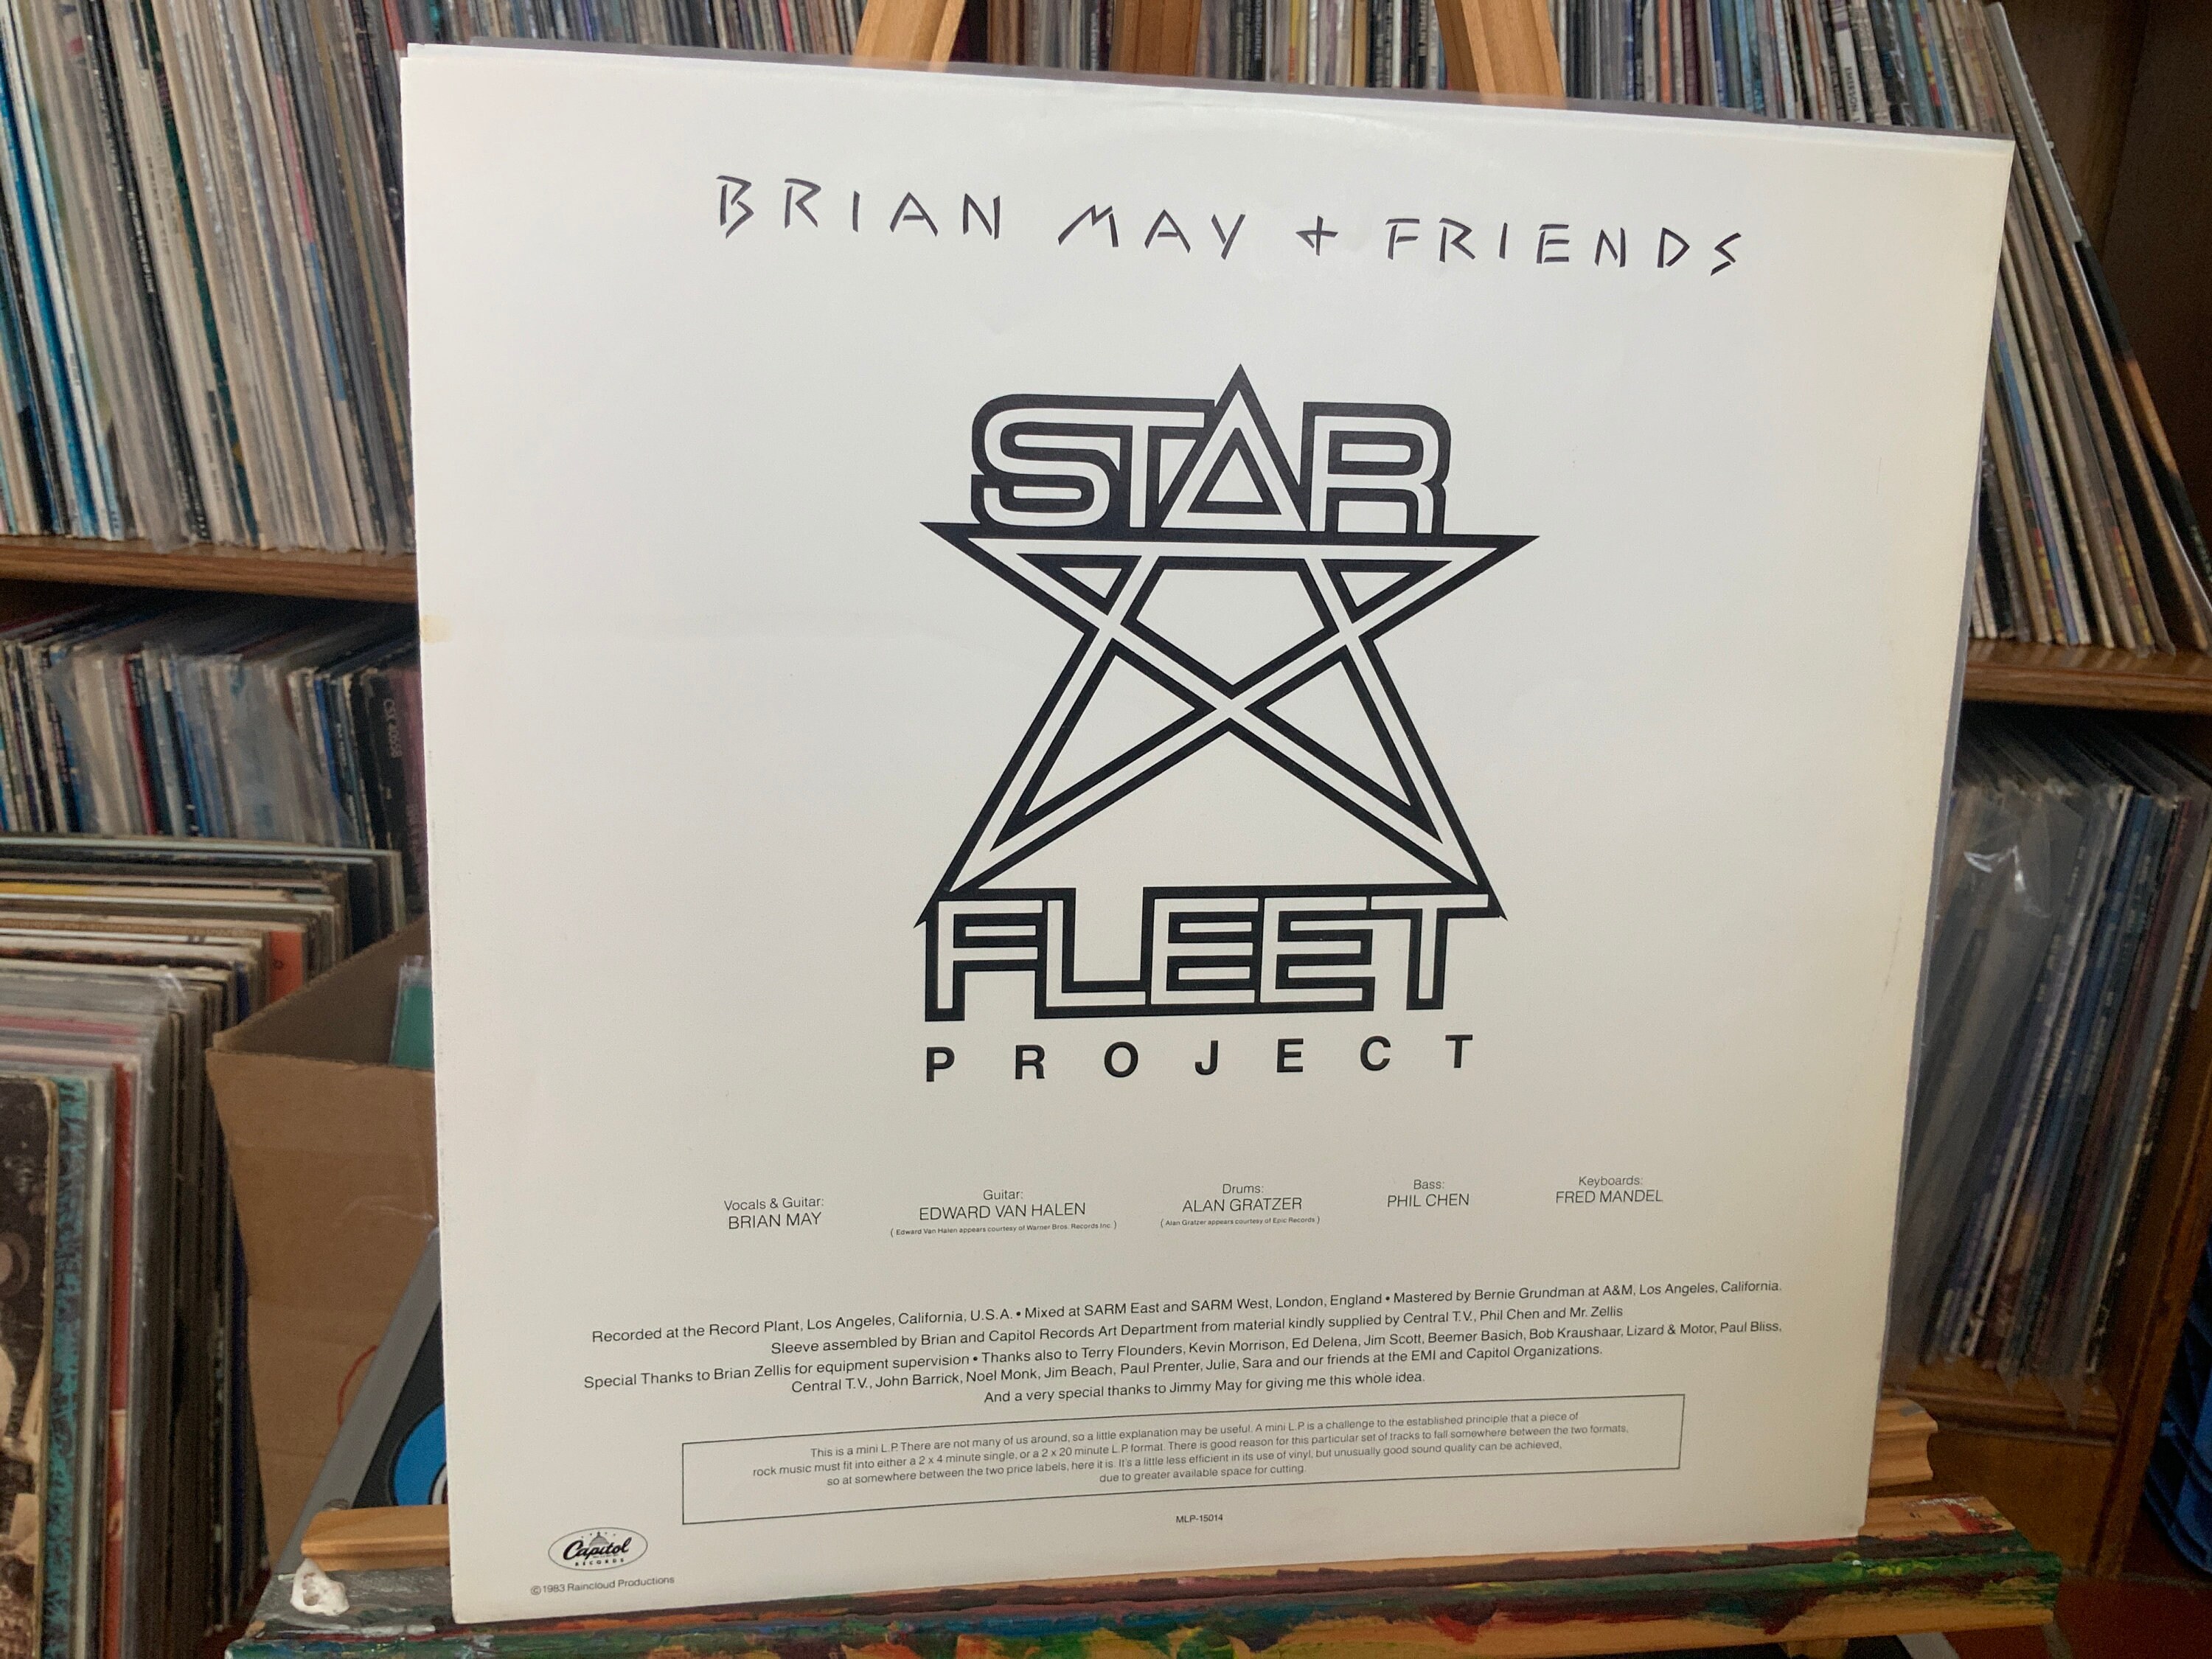 BRIAN MAY + FRIENDS
STAR
FLEET
PROJECT
Vocals & Guitar:
BRIAN MAY
Guitar:
EDWARD VAN HALEN
( Edward Van Halen appears courtesy of Warner Bros. Records Inc. )
Drums:
ALAN GRATZER
( Alan Gratzer appears courtesy of Epic Records )
Bass:
PHIL CHEN
Keyboards:
FRED MANDEL
Recorded at the Record Plant, Los Angeles, California, U.S.A. • Mixed at SARM East and SARM West, London, England • Mastered by Bernie Grundman at A&M, Los Angeles, California.
Sleeve assembled by Brian and Capitol Records Art Department from material kindly supplied by Central T.V., Phil Chen and Mr. Zellis
Special Thanks to Brian Zellis for equipment supervision • Thanks also to Terry Flounders, Kevin Morrison, Ed Delena, Jim Scott, Beemer Basich, Bob Kraushaar, Lizard & Motor, Paul Bliss,
Central T.V., John Barrick, Noel Monk, Jim Beach, Paul Prenter, Julie, Sara and our friends at the EMI and Capitol Organizations.
And a very special thanks to Jimmy May for giving me this whole idea.
This is a mini L.P. There are not many of us around, so a little explanation may be useful. A mini L.P. is a challenge to the established principle that a piece of
rock music must fit into either a 2 x 4 minute single, or a 2 x 20 minute L.P. format. There is good reason for this particular set of tracks to fall somewhere between the two formats,
so at somewhere between the two price labels, here it is. It's a little less efficient in its use of vinyl, but unusually good sound quality can be achieved,
due to greater available space for cutting.
MLP-15014
Capitol
RECORDS
©1983 Raincloud Productions